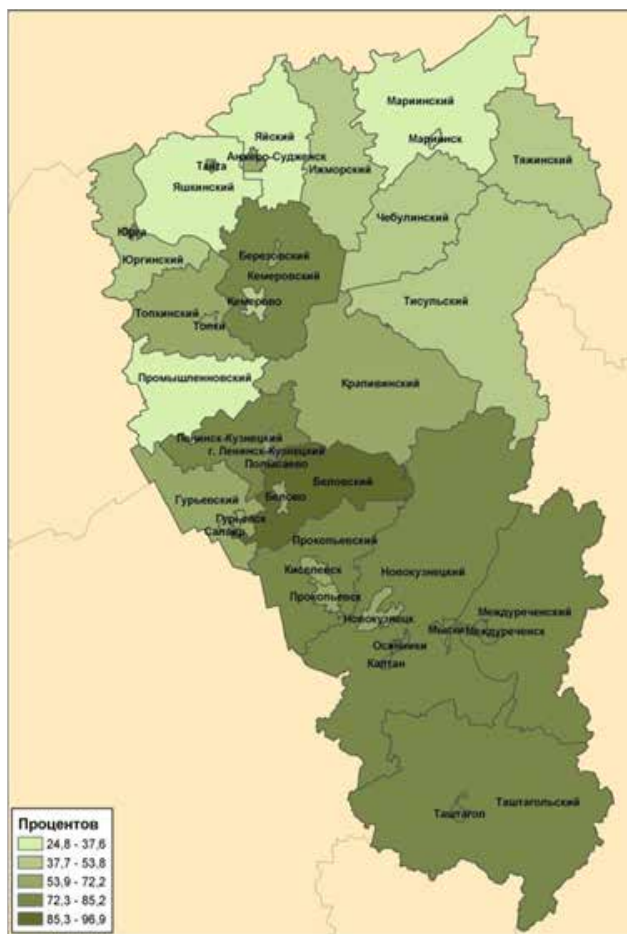 Мариинский
Яйский
Мариинск
Анжеро-Судженск
Тайга
Ижморский
Тяжинский
Яшкинский
Чебулинский
Юрга
Березовский
Юргинский
Кемеровский
Кемерово
Тисульский
Топкинский
Топки
Промышленновский
Крапивинский
Ленинск-Кузнецкий
г. Ленинск-Кузнецкий
Полысаево
Беловский
Гурьевский
Белово
Гурьевск
Салаир
Прокопьевский
Киселевск
Новокузнецкий
Прокопьевск
Междуреченский
Новокузнецк
Мыски
Междуреченск
Осинники
Калтан
Таштагольский
Таштагол
Процентов
24,8 - 37,6
37,7 - 53,8
53,9 - 72,2
72,3 - 85,2
85,3 - 96,9